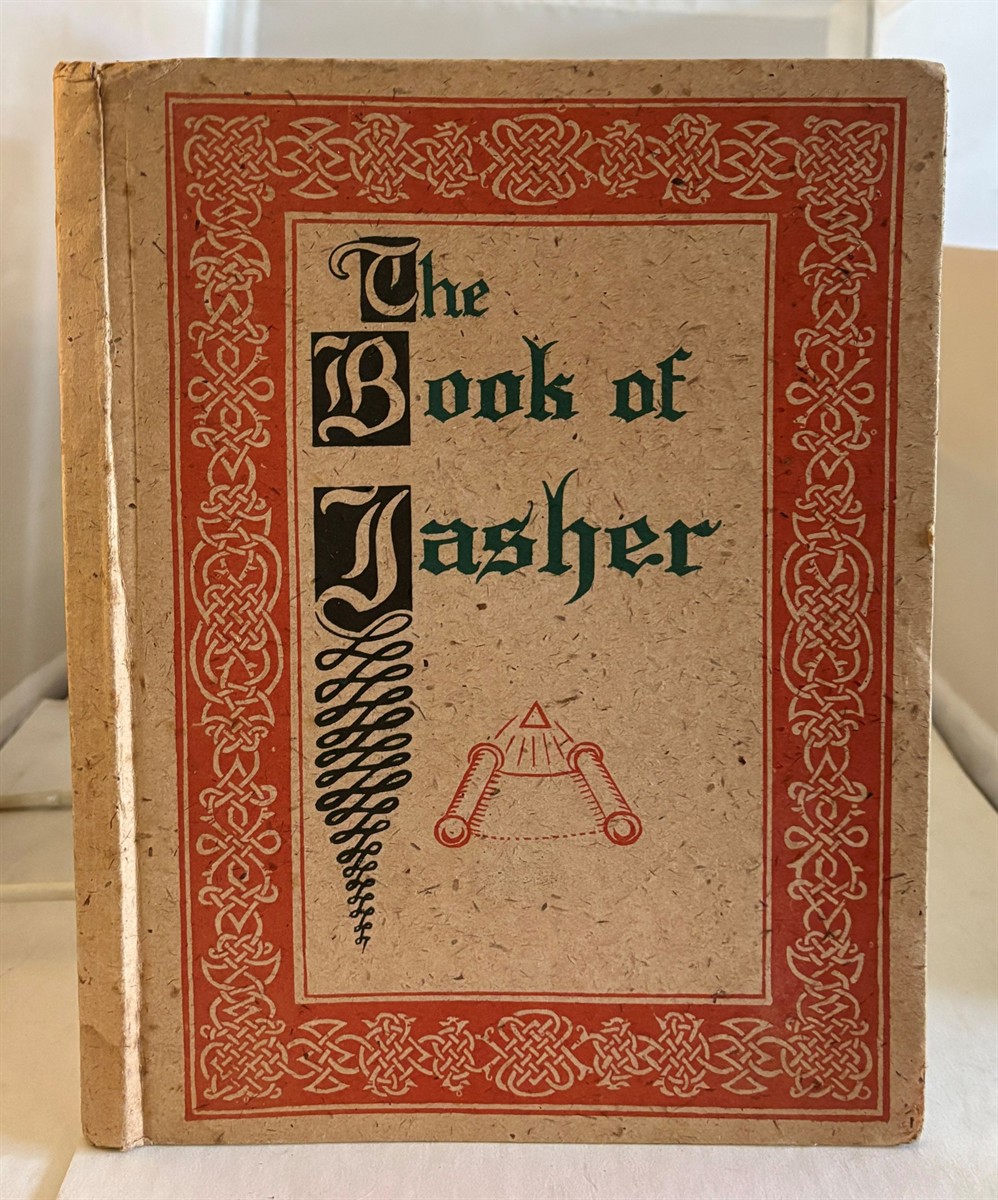 The
Book of
Jasher